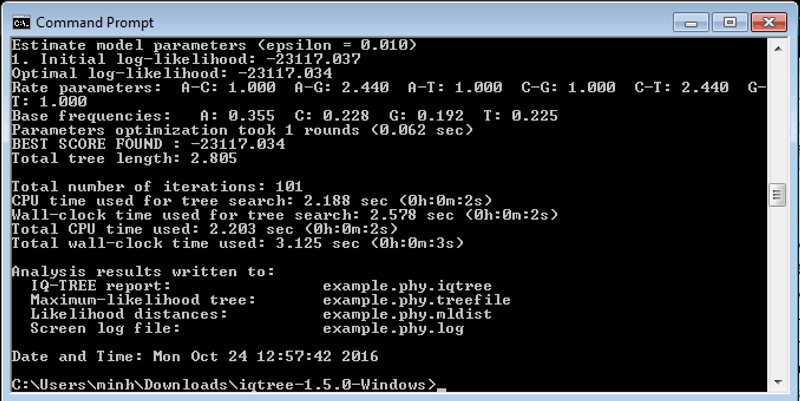 Command Prompt
Estimate model parameters (epsilon = 0.010)
1. Initial log-likelihood: -23117.037
Optimal log-likelihood: -23117.034
Rate parameters:  A-C: 1.000  A-G: 2.440  A-T: 1.000  C-G: 1.000  C-T: 2.440  G-
T: 1.000
Base frequencies:   A: 0.355  C: 0.228  G: 0.192  T: 0.225
Parameters optimization took 1 rounds (0.062 sec)
BEST SCORE FOUND : -23117.034
Total tree length: 2.805
Total number of iterations: 101
CPU time used for tree search: 2.188 sec (0h:0m:2s)
Wall-clock time used for tree search: 2.578 sec (0h:0m:2s)
Total CPU time used: 2.203 sec (0h:0m:2s)
Total wall-clock time used: 3.125 sec (0h:0m:3s)
Analysis results written to:
  IQ-TREE report:                example.phy.iqtree
  Maximum-likelihood tree:       example.phy.treefile
  Likelihood distances:          example.phy.mldist
  Screen log file:               example.phy.log
Date and Time: Mon Oct 24 12:57:42 2016
C:\Users\minh\Downloads\iqtree-1.5.0-Windows>_